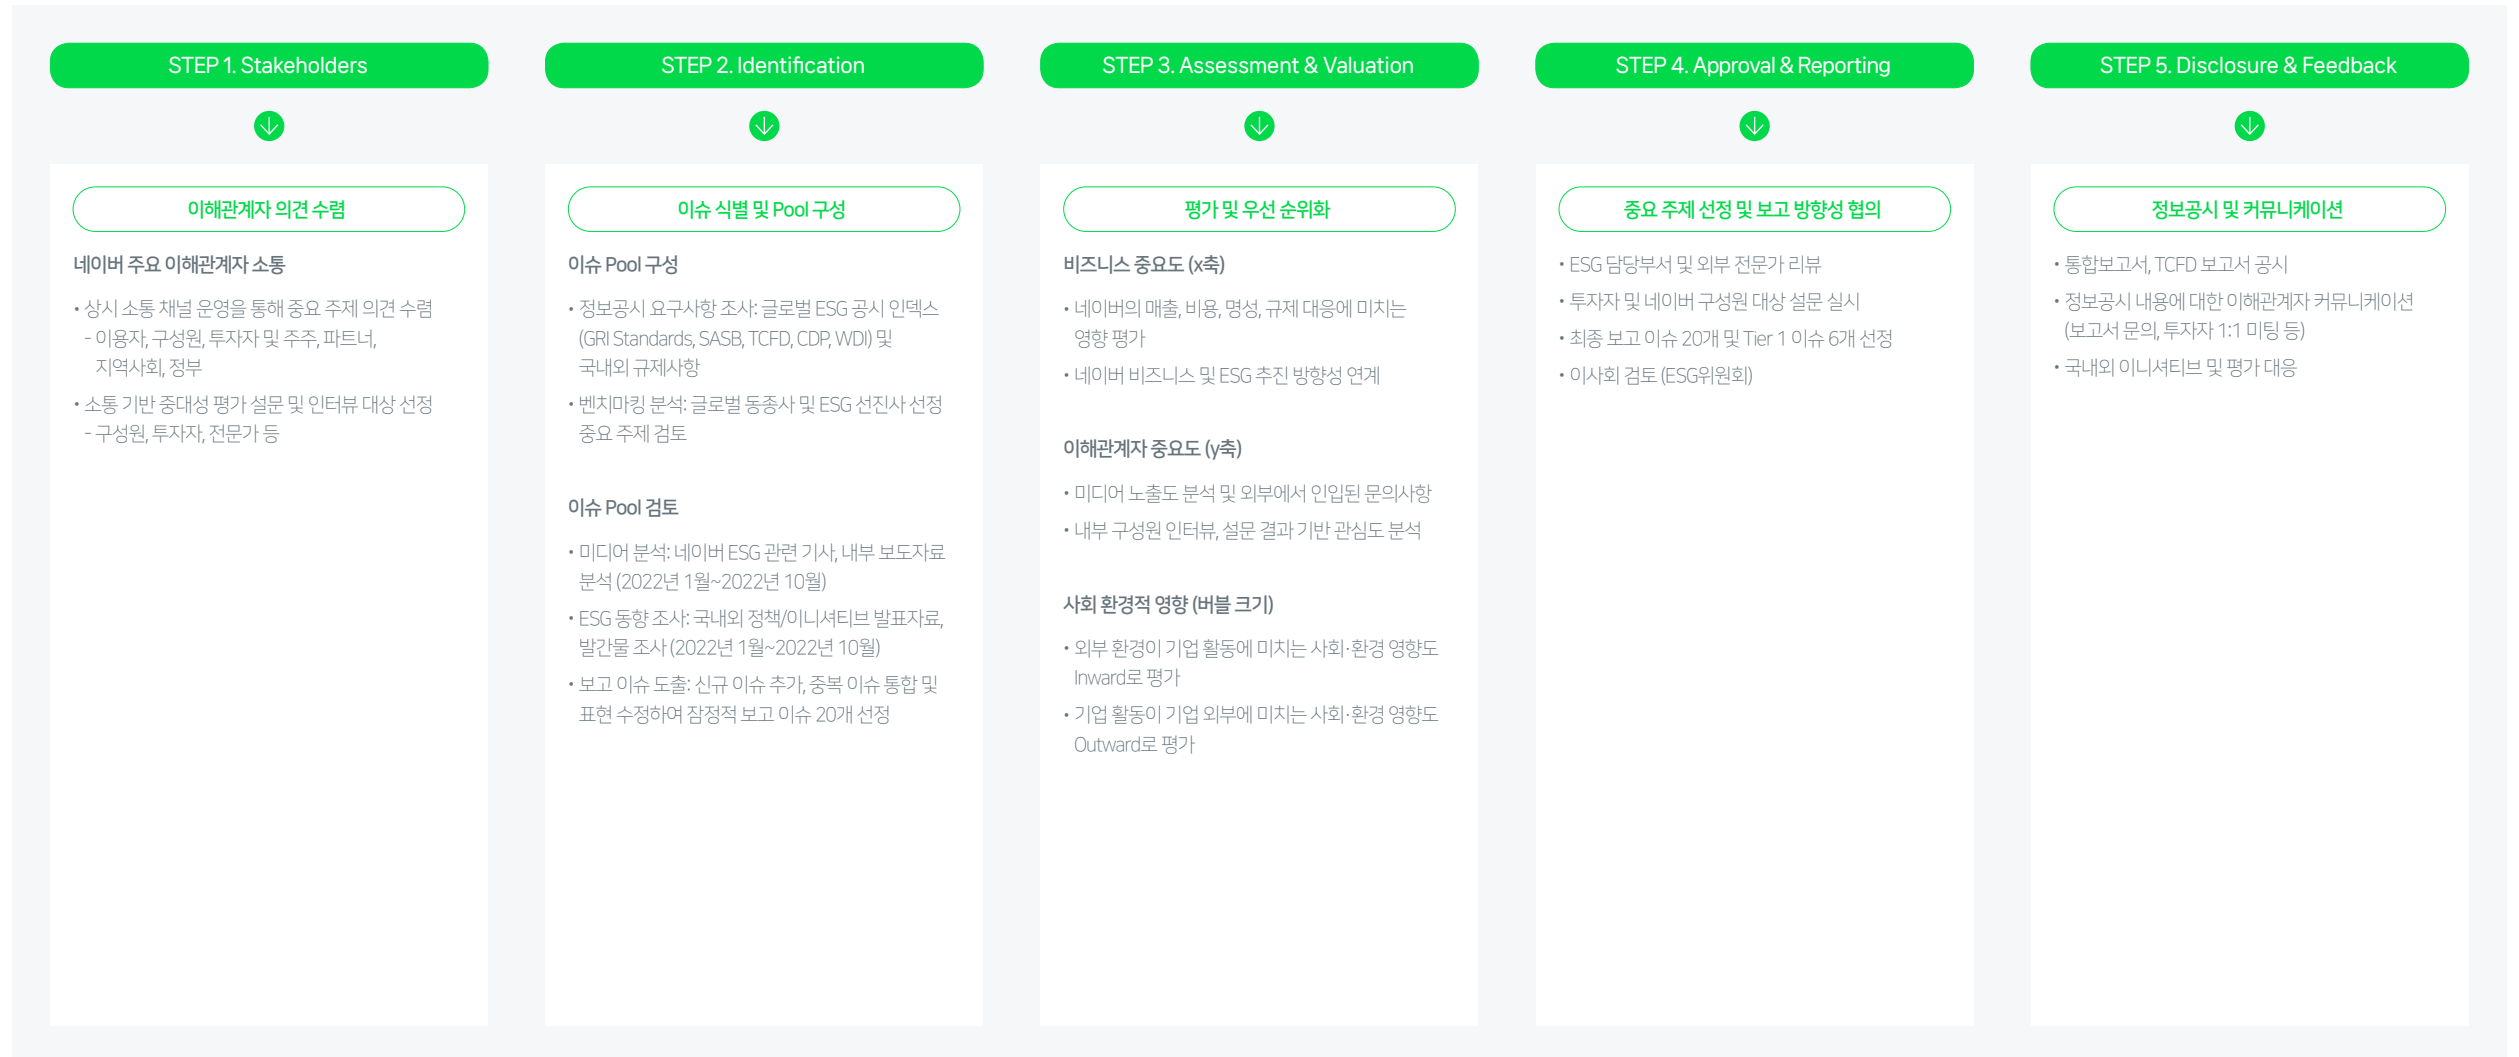 STEP 1. Stakeholders
이해관계자 의견 수렴
네이버 주요 이해관계자 소통
• 상시 소통 채널 운영을 통해 중요 주제 의견 수렴
- 이용자, 구성원, 투자자 및 주주, 파트너,
지역사회, 정부
• 소통 기반 중대성 평가 설문 및 인터뷰 대상 선정
- 구성원, 투자자, 전문가 등
STEP 2. Identification
이슈 식별 및 Pool 구성
이슈 Pool 구성
• 정보공시 요구사항 조사: 글로벌 ESG 공시 인덱스
(GRI Standards, SASB, TCFD, CDP, WDI) 및
국내외 규제사항
• 벤치마킹 분석: 글로벌 동종사 및 ESG 선진사 선정
중요 주제 검토
이슈 Pool 검토
• 미디어 분석: 네이버 ESG 관련 기사, 내부 보도자료
분석 (2022년 1월~2022년 10월)
• ESG 동향 조사: 국내외 정책/이니셔티브 발표자료,
발간물 조사 (2022년 1월~2022년 10월)
• 보고 이슈 도출: 신규 이슈 추가, 중복 이슈 통합 및
표현 수정하여 잠정적 보고 이슈 20개 선정
STEP 3. Assessment & Valuation
평가 및 우선 순위화
비즈니스 중요도 (x축)
• 네이버의 매출, 비용, 명성, 규제 대응에 미치는
영향 평가
• 네이버 비즈니스 및 ESG 추진 방향성 연계
이해관계자 중요도 (y축)
• 미디어 노출도 분석 및 외부에서 인입된 문의사항
• 내부 구성원 인터뷰, 설문 결과 기반 관심도 분석
사회 환경적 영향 (버블 크기)
• 외부 환경이 기업 활동에 미치는 사회·환경 영향도
Inward로 평가
• 기업 활동이 기업 외부에 미치는 사회·환경 영향도
Outward로 평가
STEP 4. Approval & Reporting
중요 주제 선정 및 보고 방향성 협의
• ESG 담당부서 및 외부 전문가 리뷰
• 투자자 및 네이버 구성원 대상 설문 실시
• 최종 보고 이슈 20개 및 Tier 1 이슈 6개 선정
• 이사회 검토 (ESG위원회)
STEP 5. Disclosure & Feedback
정보공시 및 커뮤니케이션
• 통합보고서, TCFD 보고서 공시
• 정보공시 내용에 대한 이해관계자 커뮤니케이션
(보고서 문의, 투자자 1:1 미팅 등)
• 국내외 이니셔티브 및 평가 대응